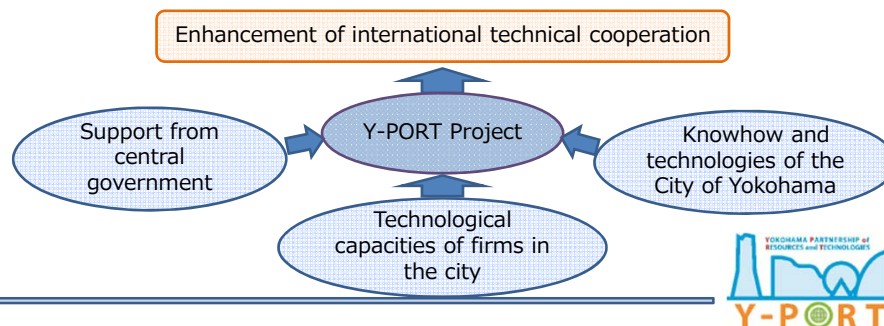 Enhancement of international technical cooperation
Support from
central
government
Y-PORT Project
Knowhow and
technologies of the
City of Yokohama
Technological
capacities of firms in
the city
YOKOHAMA PARTNERSHIP of
RESOURCES and TECHNOLOGIES
Y-PORT